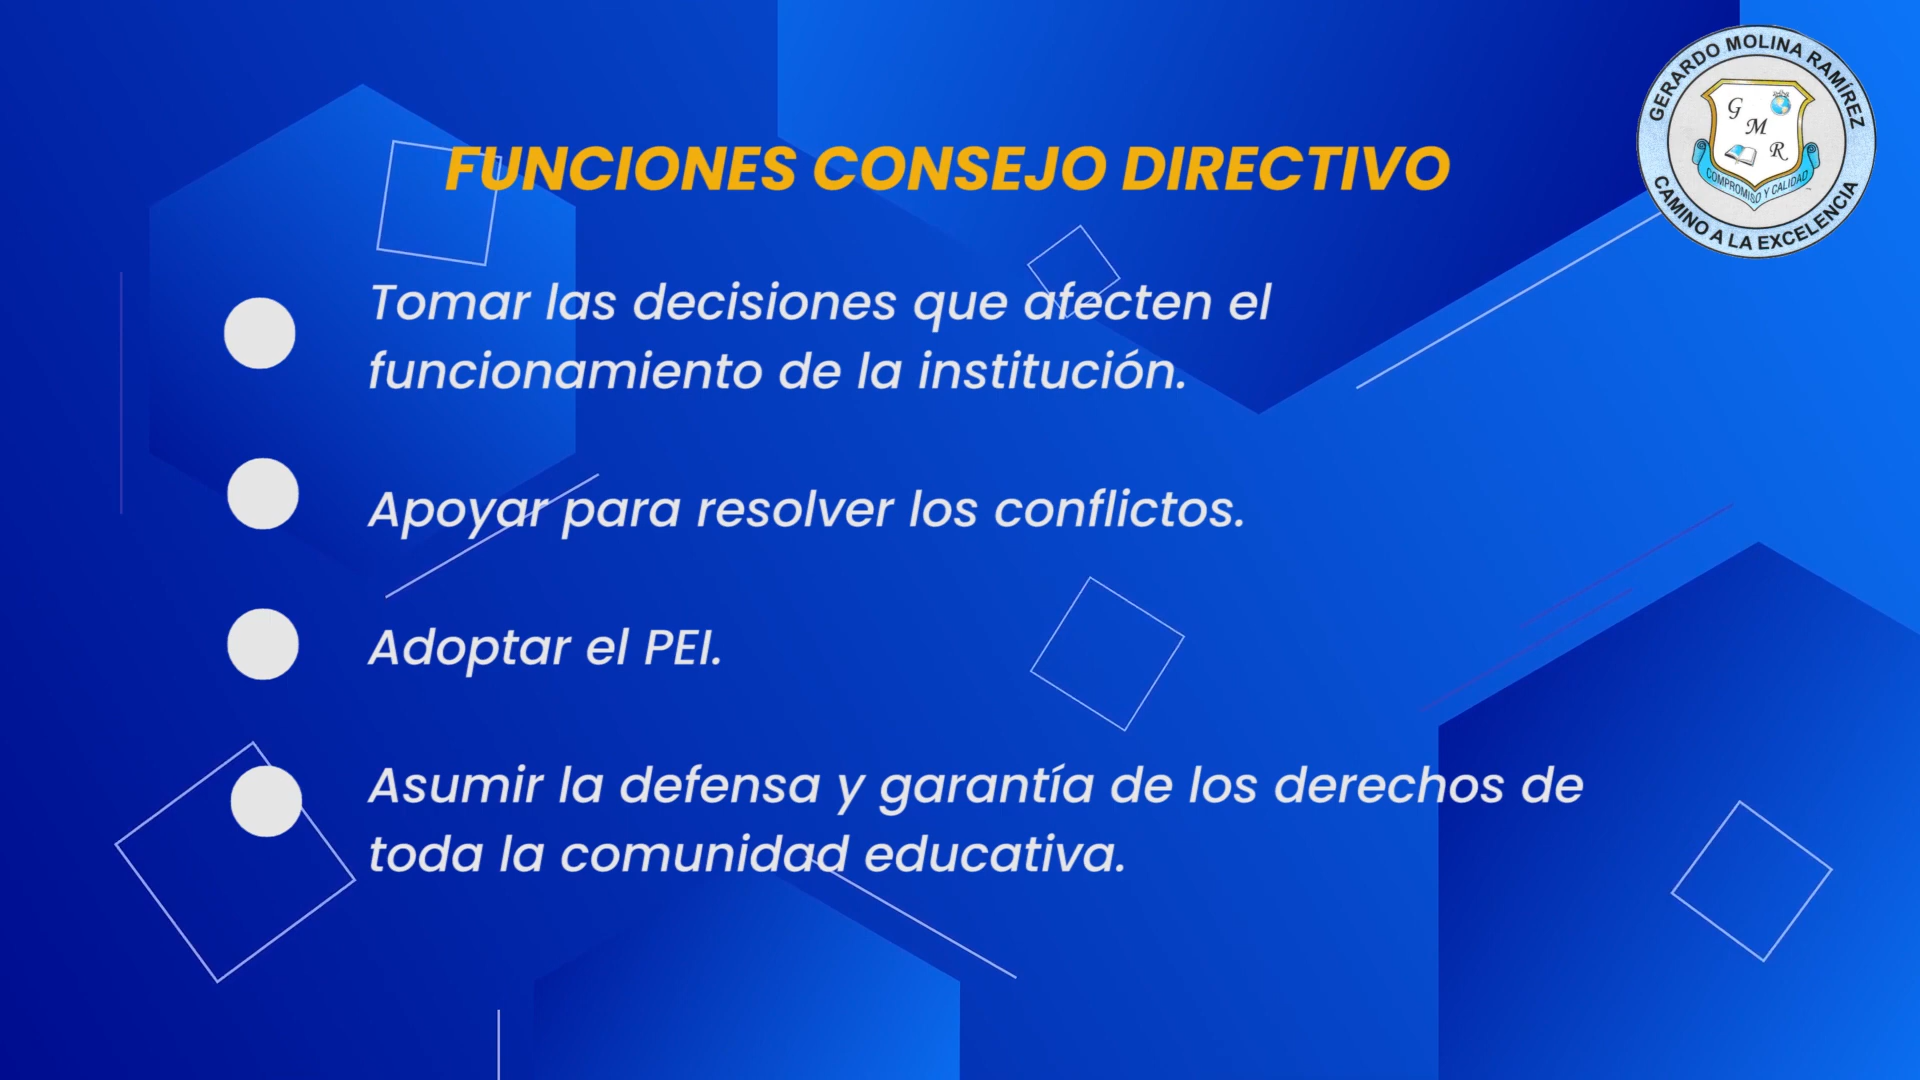 GERARDO MOLINA RAMÍREZ
G
M
R
COMPROMISO Y CALIDAD
CAMINO A LA EXCELENCIA
FUNCIONES CONSEJO DIRECTIVO
Tomar las decisiones que afecten el
funcionamiento de la institución.
Apoyar para resolver los conflictos.
Adoptar el PEI.
Asumir la defensa y garantía de los derechos de
toda la comunidad educativa.